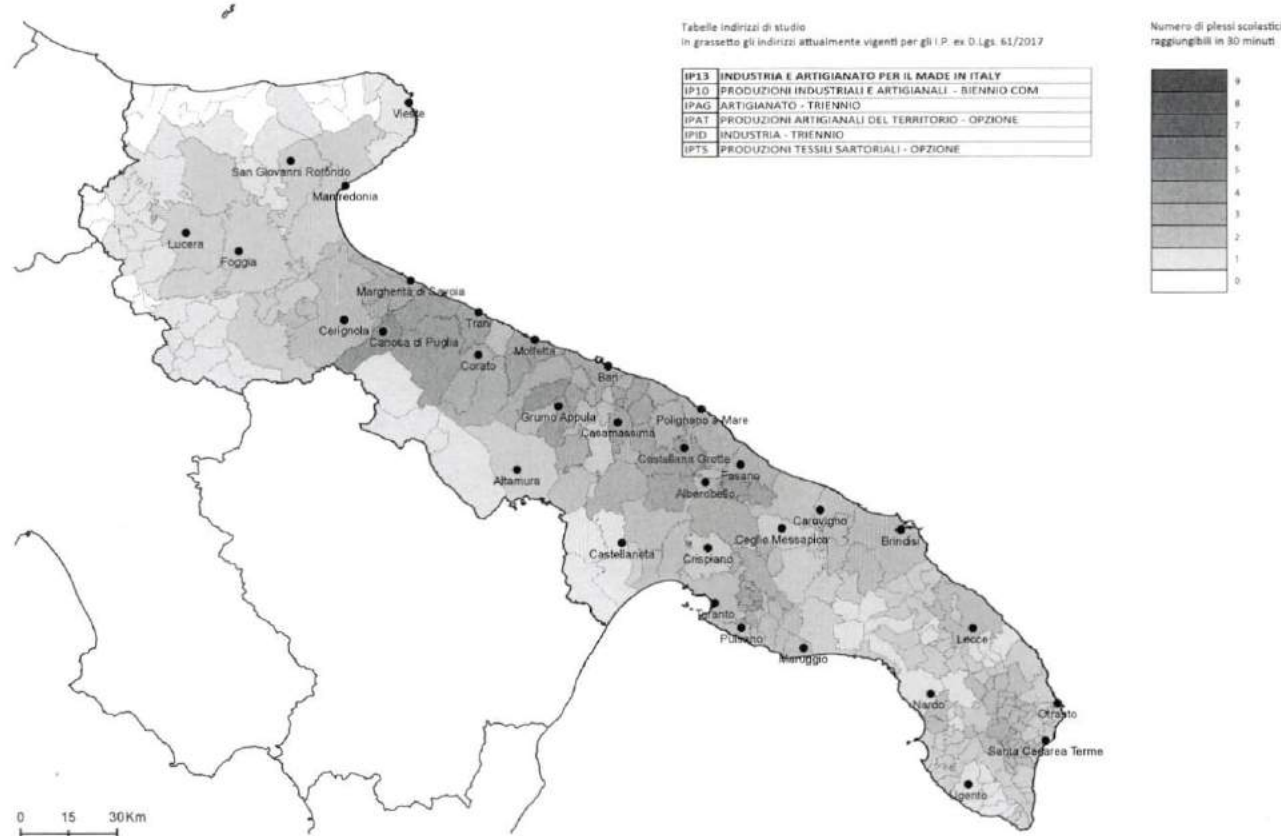 Tabelle indirizzi di studio
in grassetto gli indirizzi attualmente vigenti per gli I.P. ex D.Lgs. 61/2017
IP13 INDUSTRIA E ARTIGIANATO PER IL MADE IN ITALY
IP10 PRODUZIONI INDUSTRIALI E ARTIGIANALI - BIENNIO COM
IPAG ARTIGIANATO - TRIENNIO
IPAT PRODUZIONI ARTIGIANALI DEL TERRITORIO - OPZIONE
IPID INDUSTRIA - TRIENNIO
IPTS PRODUZIONI TESSILI SARTORIALI - OPZIONE
Numero di plessi scolastici
raggiungibili in 30 minuti
9
8
7
6
5
4
3
2
1
0
Vieste
San Giovanni Rotondo
Manfredonia
Lucera
Foggia
Margherita di Savoia
Cerignola
Trani
Canosa di Puglia
Molfetta
Corato
Bari
Grumo Appula
Polignano a Mare
Casamassima
Castellana Grotte
Altamura
Fasano
Alberobello
Carovigno
Ceglie Messapica
Brindisi
Castellaneta
Crispiano
Taranto
Pulsano
Lecce
Maruggio
Nardo
Otranto
Santa Cesarea Terme
Ugento
0 15 30 Km